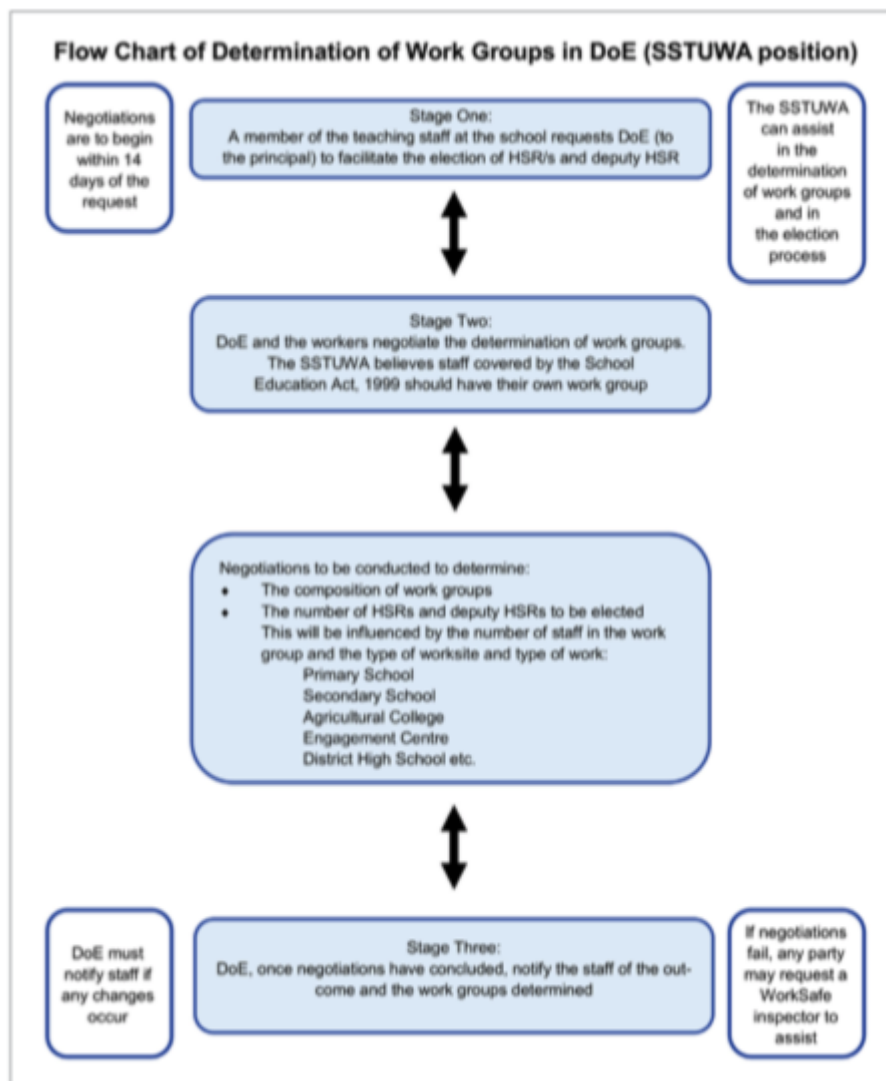 Flow Chart of Determination of Work Groups in DoE (SSTUWA position)
Negotiations
are to begin
within 14
days of the
request
Stage One:
A member of the teaching staff at the school requests DoE (to
the principal) to facilitate the election of HSR/s and deputy HSR
The SSTUWA
can assist
in the
determination
of work groups
and in
the election
process
Stage Two:
DoE and the workers negotiate the determination of work groups.
The SSTUWA believes staff covered by the School
Education Act, 1999 should have their own work group
Negotiations to be conducted to determine:
• The composition of work groups
• The number of HSRs and deputy HSRs to be elected
This will be influenced by the number of staff in the work
group and the type of worksite and type of work:
Primary School
Secondary School
Agricultural College
Engagement Centre
District High School etc.
DoE must
notify staff if
any changes
occur
Stage Three:
DoE, once negotiations have concluded, notify the staff of the out-
come and the work groups determined
If negotiations
fail, any party
may request a
WorkSafe
inspector to
assist